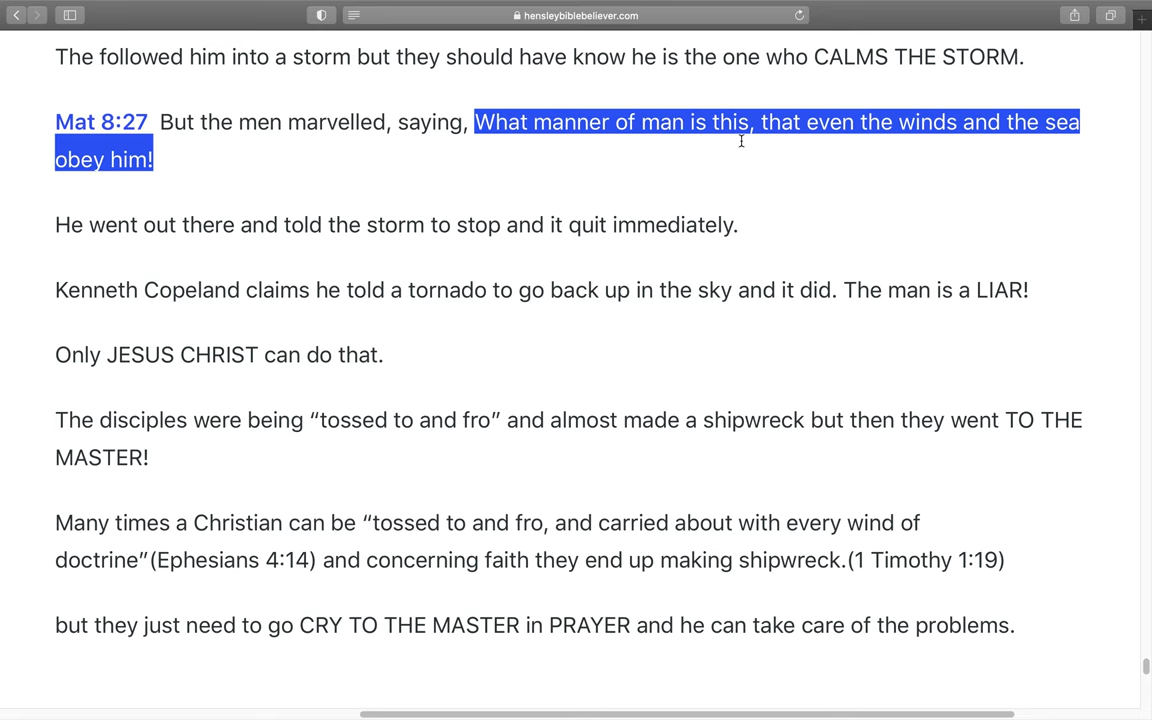 hensleybiblebeliever.com
The followed him into a storm but they should have know he is the one who CALMS THE STORM.
Mat 8:27 But the men marvelled, saying, What manner of man is this, that even the winds and the sea
obey him!
He went out there and told the storm to stop and it quit immediately.
Kenneth Copeland claims he told a tornado to go back up in the sky and it did. The man is a LIAR!
Only JESUS CHRIST can do that.
The disciples were being “tossed to and fro” and almost made a shipwreck but then they went TO THE
MASTER!
Many times a Christian can be “tossed to and fro, and carried about with every wind of
doctrine”(Ephesians 4:14) and concerning faith they end up making shipwreck.(1 Timothy 1:19)
but they just need to go CRY TO THE MASTER in PRAYER and he can take care of the problems.